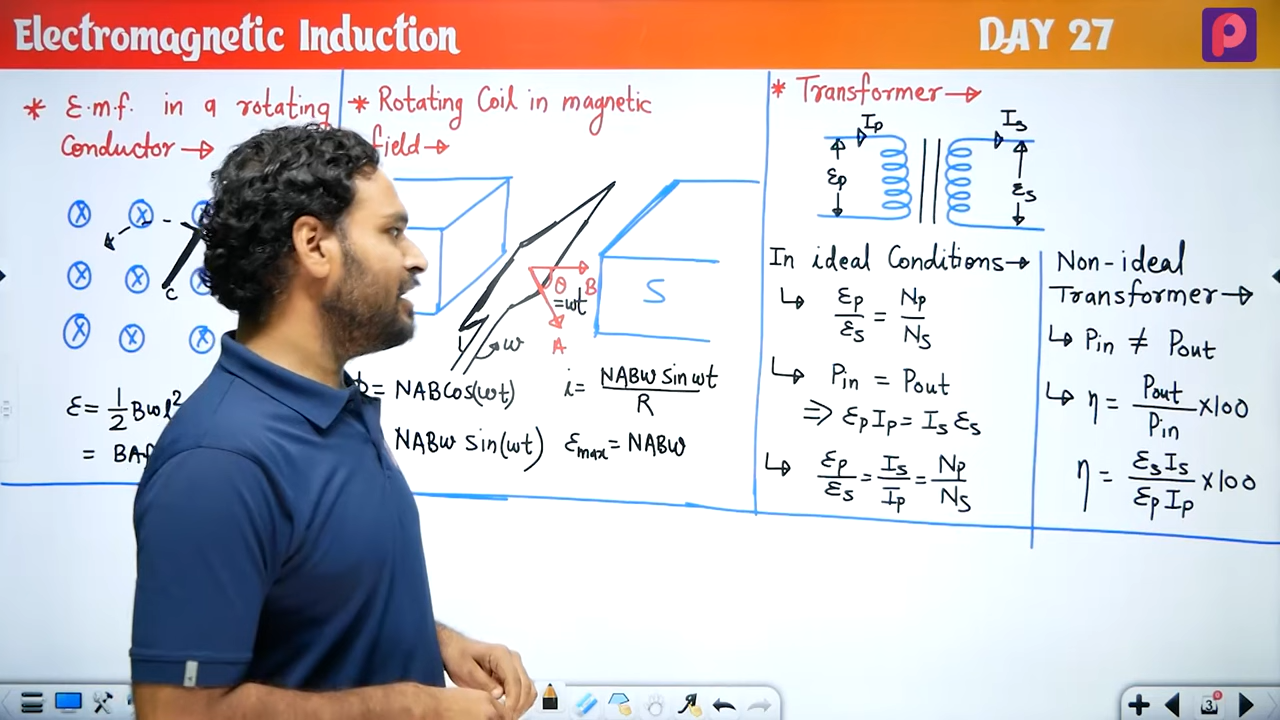 Electromagnetic Induction
DAY 27
* E.m.f. in a rotating
Conductor →
C
ε = 1/2 Bωl²
* Rotating Coil in magnetic
field →
S
θ
= ωt
B
A
ω
= NABCos(ωt)
i = NABω Sin ωt / R
NABω sin(ωt)
εmax = NABω
* Transformer →
Ip
Is
εp
εs
In ideal Conditions →
↳ εp/εs = Np/Ns
↳ Pin = Pout
⇒ εp Ip = Is εs
↳ εp/εs = Is/Ip = Np/Ns
Non-ideal
Transformer →
↳ Pin ≠ Pout
↳ η = Pout/Pin × 100
η = εs Is/εp Ip × 100
3